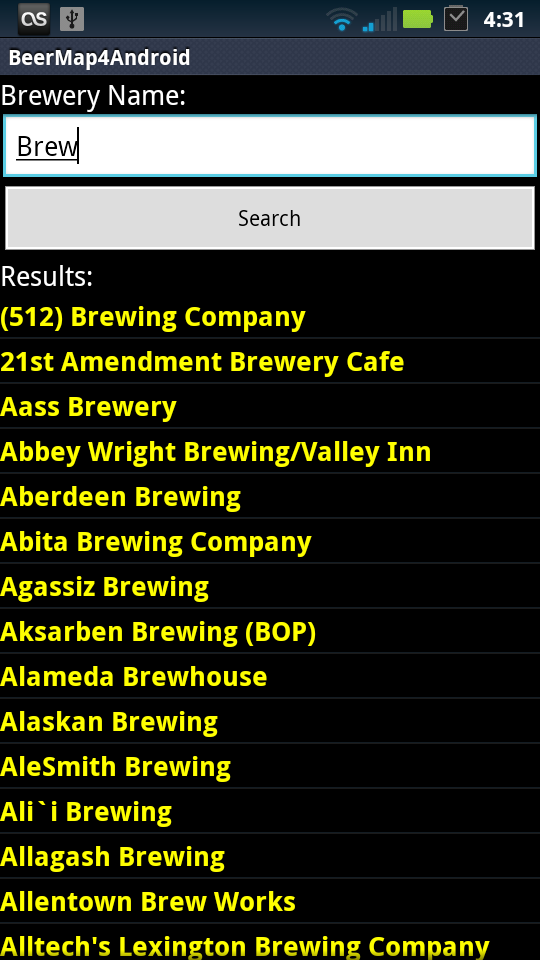 4:31
BeerMap4Android
Brewery Name:
Brew
Search
Results:
(512) Brewing Company
21st Amendment Brewery Cafe
Aass Brewery
Abbey Wright Brewing/Valley Inn
Aberdeen Brewing
Abita Brewing Company
Agassiz Brewing
Aksarben Brewing (BOP)
Alameda Brewhouse
Alaskan Brewing
AleSmith Brewing
Ali`i Brewing
Allagash Brewing
Allentown Brew Works
Alltech's Lexington Brewing Company